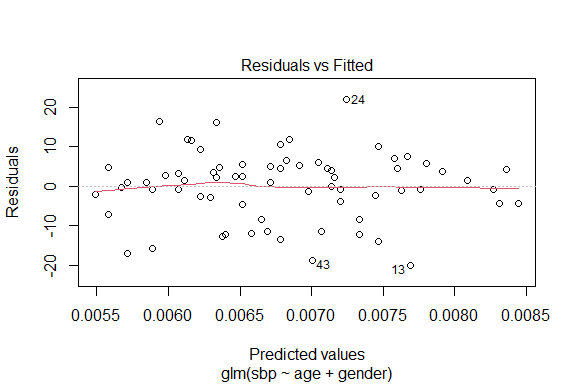 Residuals vs Fitted
Residuals
20
10
0
-10
-20
24
43
13
0.0055 0.0060 0.0065 0.0070 0.0075 0.0080 0.0085
Predicted values
glm(sbp ~ age + gender)